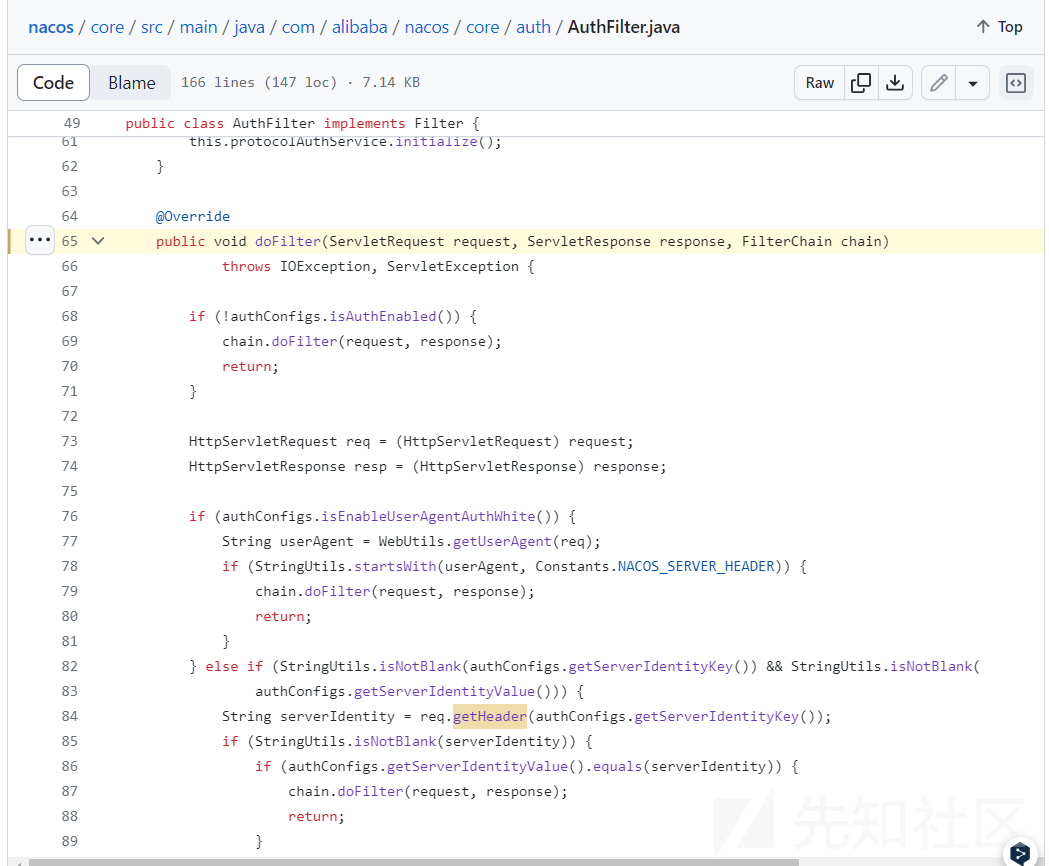 nacos / core / src / main / java / com / alibaba / nacos / core / auth / AuthFilter.java
Top
Code Blame 166 lines (147 loc) · 7.14 KB
Raw
49 public class AuthFilter implements Filter {
61 this.protocolAuthService.initialize();
62 }
63
64 @Override
65 public void doFilter(ServletRequest request, ServletResponse response, FilterChain chain)
66 throws IOException, ServletException {
67
68 if (!authConfigs.isAuthEnabled()) {
69 chain.doFilter(request, response);
70 return;
71 }
72
73 HttpServletRequest req = (HttpServletRequest) request;
74 HttpServletResponse resp = (HttpServletResponse) response;
75
76 if (authConfigs.isEnableUserAgentAuthWhite()) {
77 String userAgent = WebUtils.getUserAgent(req);
78 if (StringUtils.startsWith(userAgent, Constants.NACOS_SERVER_HEADER)) {
79 chain.doFilter(request, response);
80 return;
81 }
82 } else if (StringUtils.isNotBlank(authConfigs.getServerIdentityKey()) && StringUtils.isNotBlank(
83 authConfigs.getServerIdentityValue())) {
84 String serverIdentity = req.getHeader(authConfigs.getServerIdentityKey());
85 if (StringUtils.isNotBlank(serverIdentity)) {
86 if (authConfigs.getServerIdentityValue().equals(serverIdentity)) {
87 chain.doFilter(request, response);
88 return;
89 }
先知社区